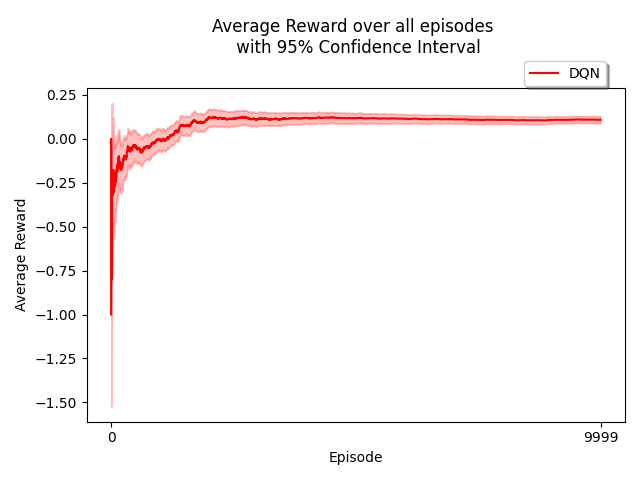 Average Reward over all episodes
with 95% Confidence Interval
DQN
0.25
0.00
−0.25
−0.50
−0.75
−1.00
−1.25
−1.50
Average Reward
0
9999
Episode